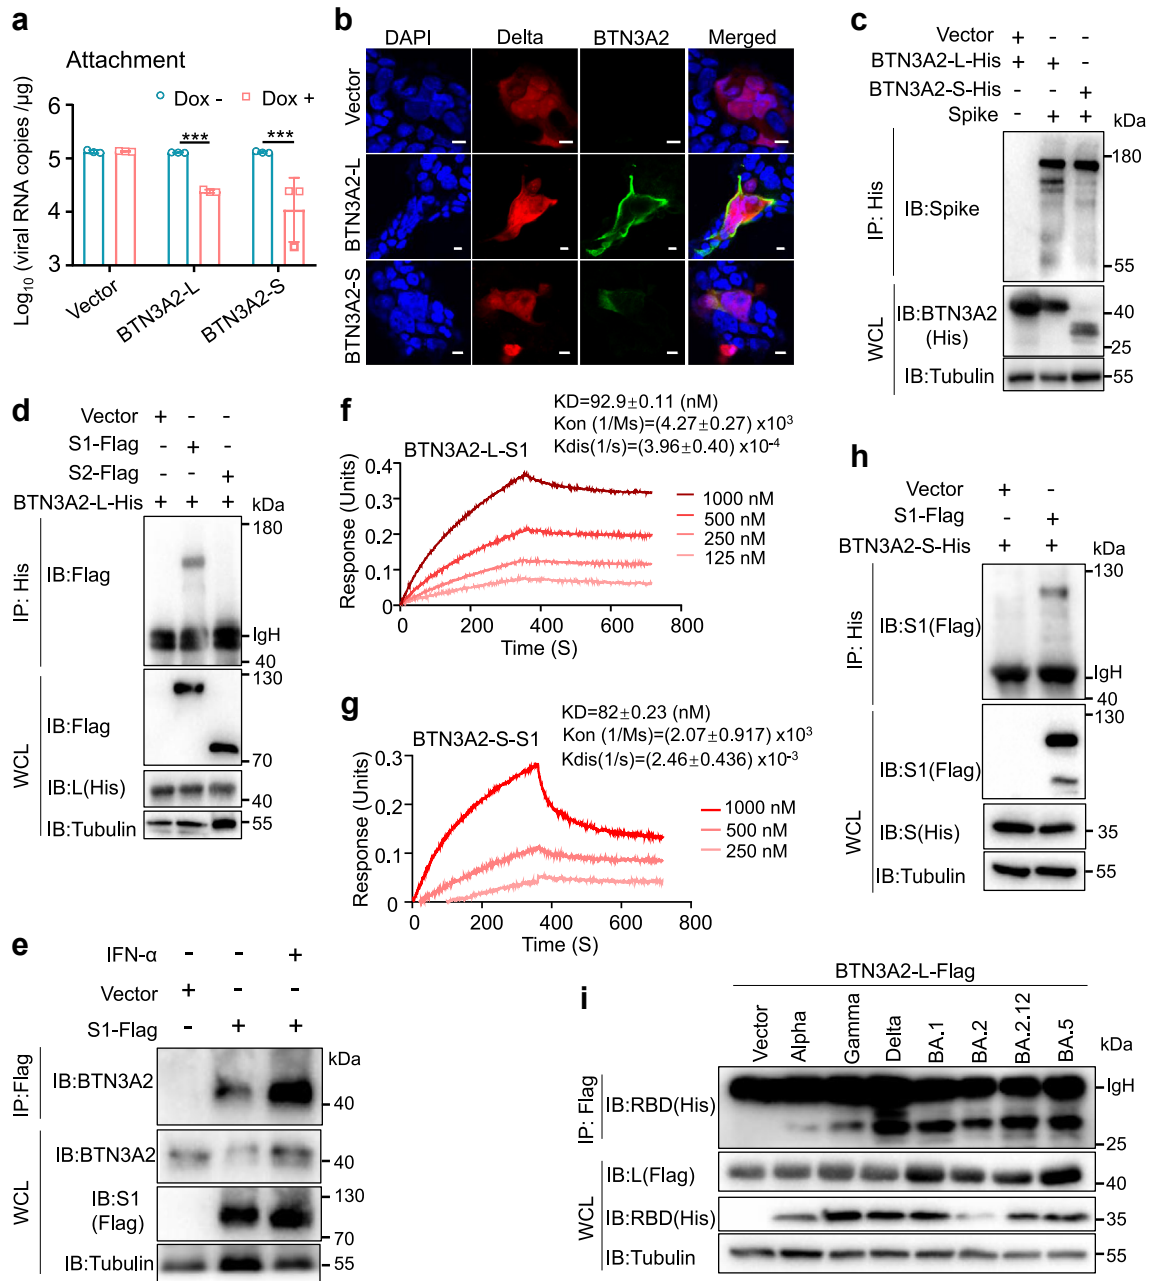 a
Attachment
Dox - Dox +
Log10 (viral RNA copies /µg)
6
5
4
3
*** ***
Vector
BTN3A2-L
BTN3A2-S
b
DAPI Delta BTN3A2 Merged
Vector
BTN3A2-L
BTN3A2-S
c
Vector + - -
BTN3A2-L-His + + -
BTN3A2-S-His - - +
Spike - + +
kDa
IP: His
IB:Spike
180
55
WCL
IB:BTN3A2
(His)
40
25
IB:Tubulin 55
d
Vector + - -
S1-Flag - + -
S2-Flag - - +
BTN3A2-L-His + + + kDa
IP: His
IB:Flag
180
IgH
40
WCL
IB:Flag
130
70
IB:L(His)
40
IB:Tubulin 55
e
IFN-α - - +
Vector + - -
S1-Flag - + +
kDa
IP:Flag
IB:BTN3A2
40
WCL
IB:BTN3A2
40
IB:S1
(Flag)
130
70
IB:Tubulin 55
f
KD=92.9±0.11 (nM)
Kon (1/Ms)=(4.27±0.27) x10³
Kdis(1/s)=(3.96±0.40) x10⁻⁴
BTN3A2-L-S1
Response (Units)
0.4
0.3
0.2
0.1
0
0 200 400 600 800
Time (S)
1000 nM
500 nM
250 nM
125 nM
g
KD=82±0.23 (nM)
Kon (1/Ms)=(2.07±0.917) x10³
Kdis(1/s)=(2.46±0.436) x10⁻³
BTN3A2-S-S1
Response (Units)
0.3
0.2
0.1
0
0 200 400 600 800
Time (S)
1000 nM
500 nM
250 nM
h
Vector + -
S1-Flag - +
BTN3A2-S-His + +
kDa
IP: His
IB:S1(Flag)
130
IgH
40
WCL
IB:S1(Flag)
130
IB:S(His)
35
IB:Tubulin 55
i
BTN3A2-L-Flag
Vector
Alpha
Gamma
Delta
BA.1
BA.2
BA.2.12
BA.5
kDa
IP: Flag
IB:RBD(His)
IgH
25
WCL
IB:L(Flag)
40
IB:RBD(His) 35
IB:Tubulin 55